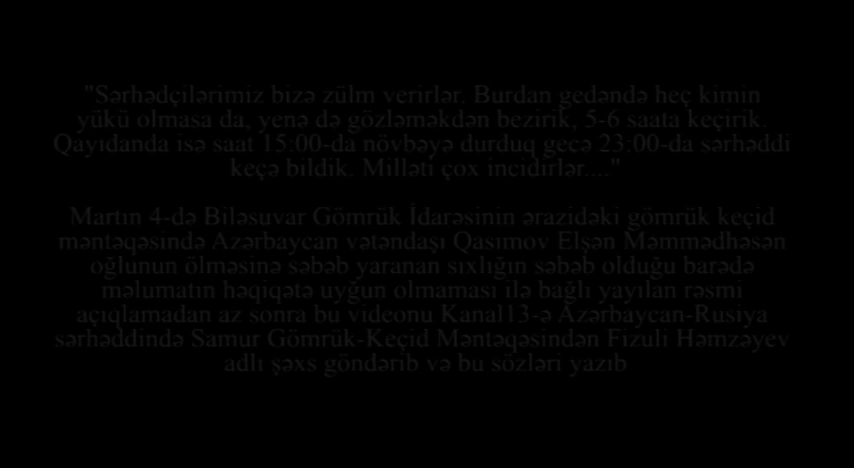 "Sərhədçilərimiz bizə zülm verirlər. Burdan gedəndə heç kimin
yükü olmasa da, yenə də gözləməkdən bezirik, 5-6 saata keçirik.
Qayıdanda isə saat 15:00-da növbəyə durduq gecə 23:00-da sərhəddi
keçə bildik. Milləti çox incidirlər...."
Martın 4-də Biləsuvar Gömrük İdarəsinin ərazidəki gömrük keçid
məntəqəsində Azərbaycan vətəndaşı Qasımov Elşən Məmmədhəsən
oğlunun ölməsinə səbəb yaranan sıxlığın səbəb olduğu barədə
məlumatın həqiqətə uyğun olmaması ilə bağlı yayılan rəsmi
açıqlamadan az sonra bu videonu Kanal13-ə Azərbaycan-Rusiya
sərhəddində Samur Gömrük-Keçid Məntəqəsindən Fizuli Həmzəyev
adlı şəxs göndərib və bu sözləri yazıb